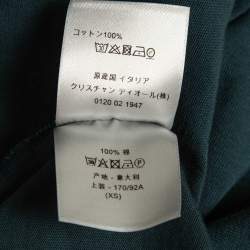 コットン100%
原産国 イタリア
クリスチャン ディオール(株)
0120 02 1947
100% 棉
产地 - 意大利
上装 - 170/92A
(XS)